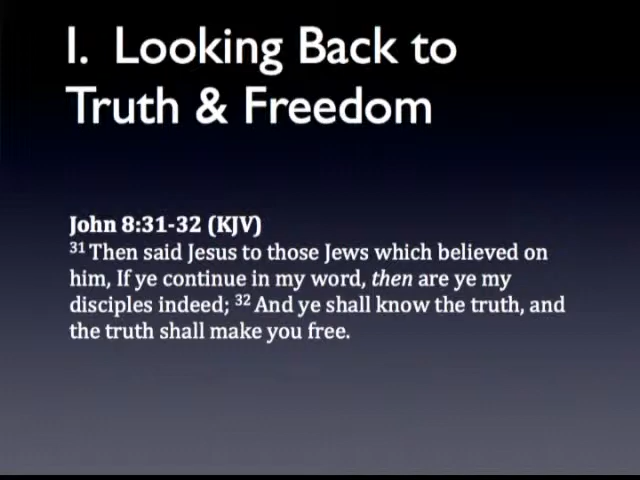 I. Looking Back to
Truth & Freedom
John 8:31-32 (KJV)
31 Then said Jesus to those Jews which believed on
him, If ye continue in my word, then are ye my
disciples indeed; 32 And ye shall know the truth, and
the truth shall make you free.